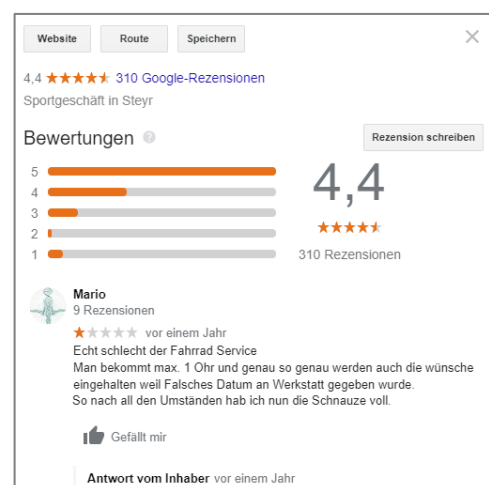 Website Route Speichern
4,4 310 Google-Rezensionen
Sportgeschäft in Steyr
Bewertungen ? Rezension schreiben
5
4
3
2
1
4,4
310 Rezensionen
Mario
9 Rezensionen
vor einem Jahr
Echt schlecht der Fahrrad Service
Man bekommt max. 1 Ohr und genau so genau werden auch die wünsche
eingehalten weil Falsches Datum an Werkstatt gegeben wurde.
So nach all den Umständen hab ich nun die Schnauze voll.
Gefällt mir
Antwort vom Inhaber vor einem Jahr